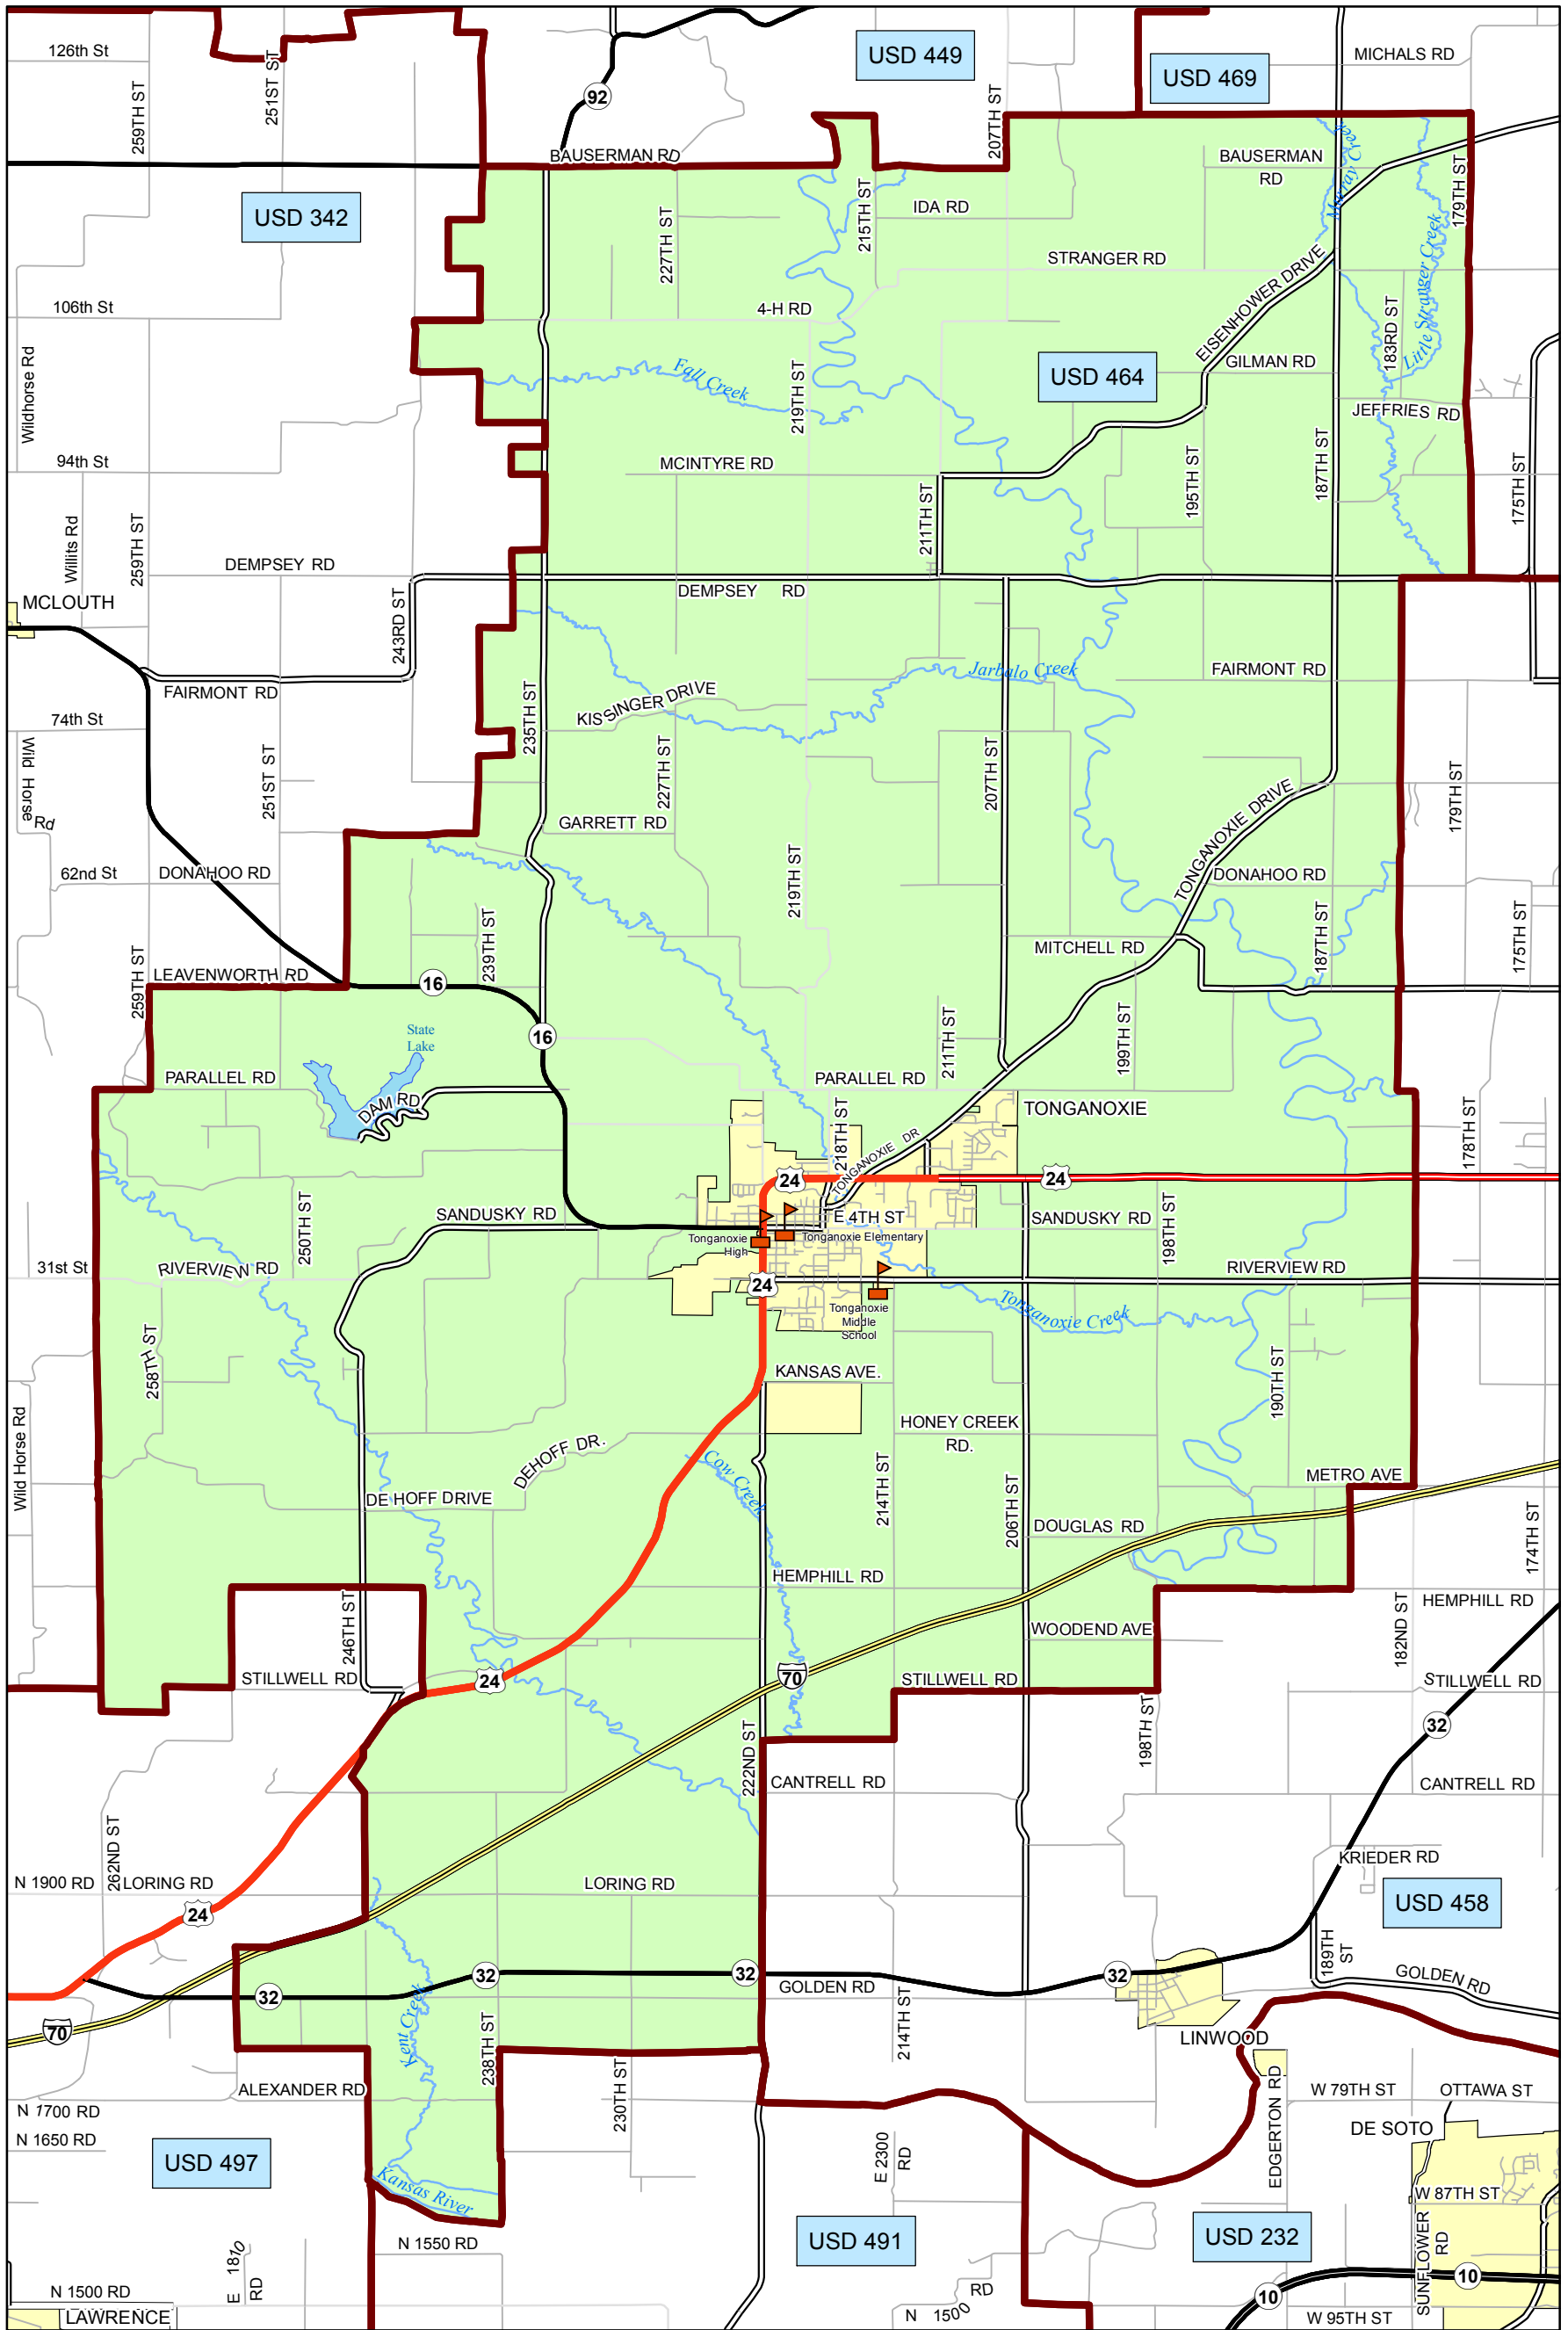 USD 449
USD 469
MICHALS RD
126th St
251ST ST
259TH ST
92
207TH ST
BAUSERMAN RD
BAUSERMAN
RD
Murray Creek
179TH ST
USD 342
215TH ST
IDA RD
227TH ST
STRANGER RD
EISENHOWER DRIVE
Little Stranger Creek
106th St
4-H RD
183RD ST
Wildhorse Rd
Fall Creek
219TH ST
USD 464
GILMAN RD
JEFFRIES RD
94th St
MCINTYRE RD
211TH ST
195TH ST
187TH ST
175TH ST
Willits Rd
259TH ST
DEMPSEY RD
DEMPSEY RD
MCLOUTH
243RD ST
FAIRMONT RD
Jarbalo Creek
FAIRMONT RD
74th St
KISSINGER DRIVE
235TH ST
Wild Horse Rd
251ST ST
227TH ST
207TH ST
179TH ST
TONGANOXIE DRIVE
GARRETT RD
62nd St
DONAHOO RD
219TH ST
DONAHOO RD
239TH ST
187TH ST
175TH ST
MITCHELL RD
LEAVENWORTH RD
259TH ST
16
16
State
Lake
211TH ST
199TH ST
PARALLEL RD
PARALLEL RD
DAM RD
TONGANOXIE
218TH ST
TONGANOXIE DR
178TH ST
24
24
250TH ST
SANDUSKY RD
E 4TH ST
SANDUSKY RD
198TH ST
Tonganoxie
High
Tonganoxie Elementary
31st St
RIVERVIEW RD
24
RIVERVIEW RD
Tonganoxie
Middle
School
Tonganoxie Creek
258TH ST
KANSAS AVE.
190TH ST
Wild Horse Rd
HONEY CREEK
RD.
DEHOFF DR.
Cow Creek
214TH ST
METRO AVE
DE HOFF DRIVE
206TH ST
DOUGLAS RD
174TH ST
HEMPHILL RD
HEMPHILL RD
246TH ST
WOODEND AVE
182ND ST
STILLWELL RD
24
70
STILLWELL RD
STILLWELL RD
32
222ND ST
198TH ST
CANTRELL RD
CANTRELL RD
262ND ST
KRIEDER RD
N 1900 RD
LORING RD
LORING RD
24
USD 458
189TH
ST
32
32
32
32
GOLDEN RD
GOLDEN RD
70
Kent Creek
238TH ST
214TH ST
LINWOOD
230TH ST
ALEXANDER RD
EDGERTON RD
W 79TH ST
OTTAWA ST
N 1700 RD
N 1650 RD
DE SOTO
USD 497
E 2300
RD
Kansas River
W 87TH ST
USD 491
USD 232
SUNFLOWER
RD
N 1550 RD
E 1810
RD
N 1500 RD
N 1500 RD
10
10
LAWRENCE
W 95TH ST